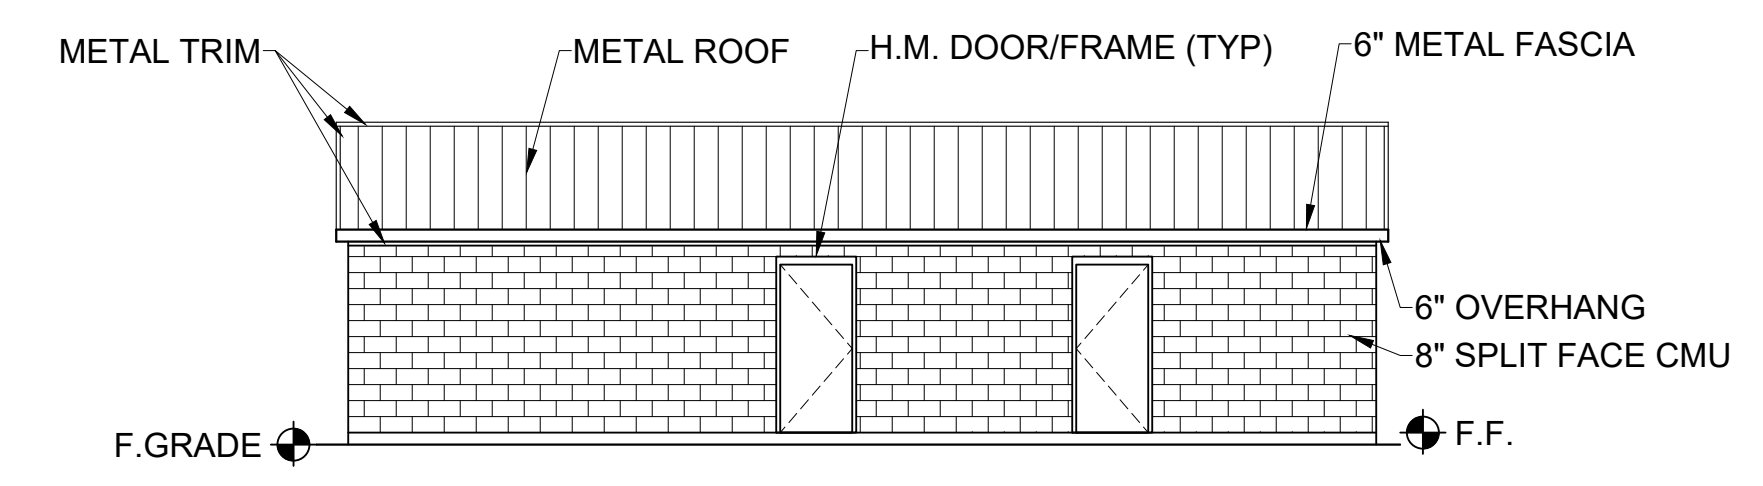 METAL TRIM
METAL ROOF
H.M. DOOR/FRAME (TYP)
6" METAL FASCIA
6" OVERHANG
8" SPLIT FACE CMU
F.GRADE
F.F.